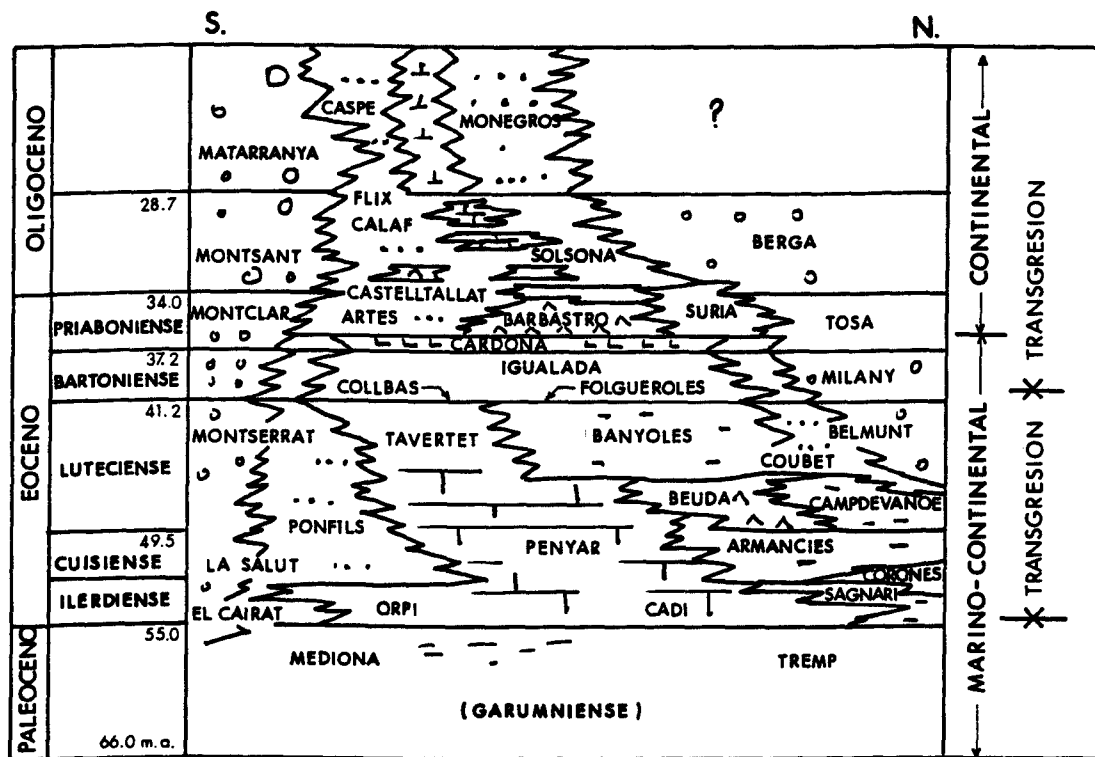 S. N.
OLIGOCENO
CASPE
MONEGROS
?
MATARRANYA
28.7
FLIX
CALAF
MONTSANT
SOLSONA
BERGA
34.0
CASTELLTALLAT
PRIABONIENSE
MONTCLAR
ARTES
BARBASTRO
SURIA
TOSA
CARDONA
EOCENO
37.2
IGUALADA
BARTONIENSE
COLLBAS
FOLGUEROLES
MILANY
41.2
MONTSERRAT
TAVERTET
BANYOLES
BELMUNT
LUTECIENSE
COUBET
BEUDA
CAMPDEVANOE
PONFILS
49.5
PENYAR
ARMANCIES
CUISIENSE
LA SALUT
CORONES
ILERDIENSE
SAGNARI
EL CAIRAT
ORPI
CADI
PALEOCENO
55.0
MEDIONA
TREMP
(GARUMNIENSE)
66.0 m.a.
CONTINENTAL
MARINO-CONTINENTAL
TRANSGRESION
TRANSGRESION